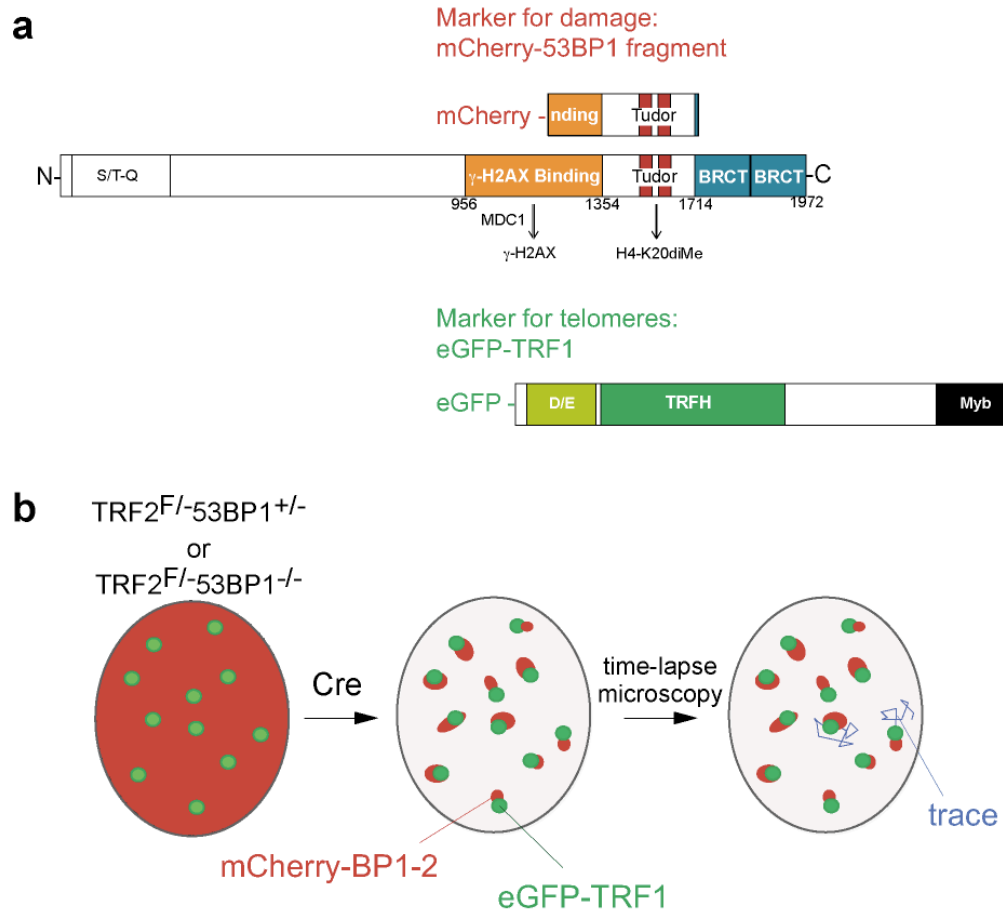 a
Marker for damage:
mCherry-53BP1 fragment
mCherry - nding Tudor
N- S/T-Q γ-H2AX Binding Tudor BRCT BRCT -C
956 1354 1714 1972
MDC1
γ-H2AX H4-K20diMe
Marker for telomeres:
eGFP-TRF1
eGFP - D/E TRFH Myb
b
TRF2F/-53BP1+/-
or
TRF2F/-53BP1-/-
Cre
time-lapse
microscopy
trace
mCherry-BP1-2
eGFP-TRF1